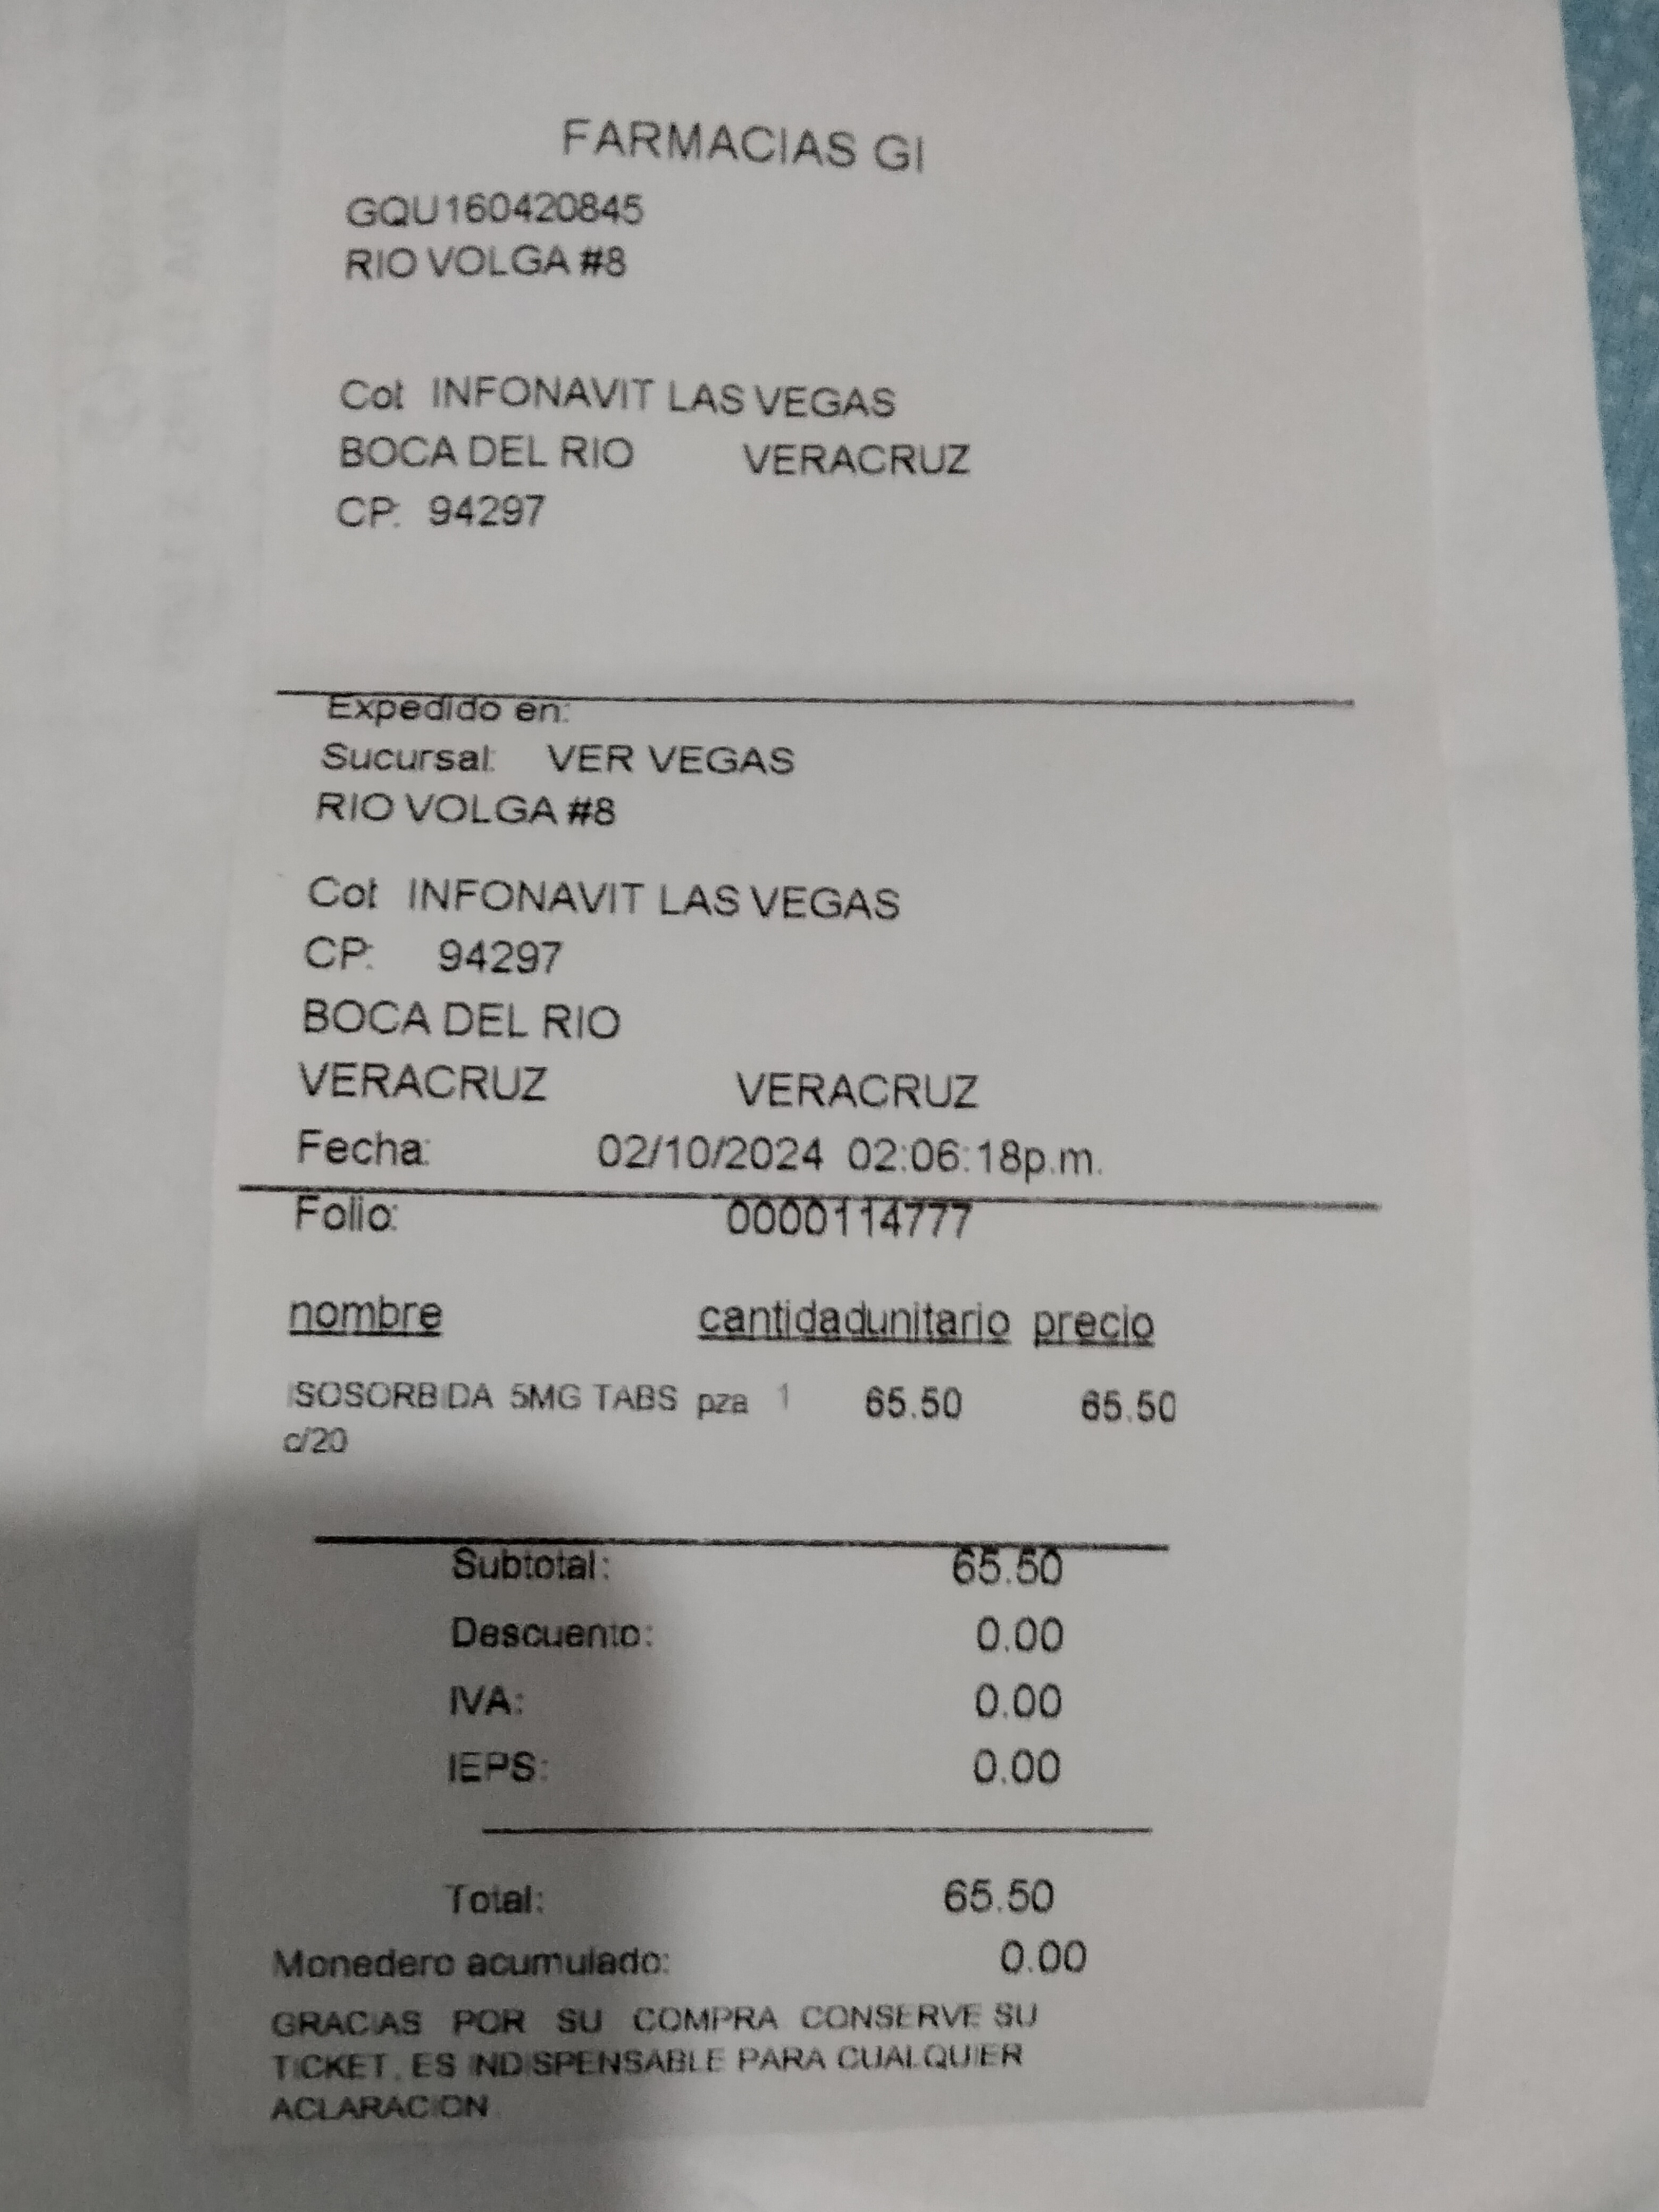 FARMACIAS GI
GQU160420845
RIO VOLGA #8
Col: INFONAVIT LAS VEGAS
BOCA DEL RIO VERACRUZ
CP: 94297
Expedido en:
Sucursal: VER VEGAS
RIO VOLGA #8
Col: INFONAVIT LAS VEGAS
CP: 94297
BOCA DEL RIO
VERACRUZ VERACRUZ
Fecha: 02/10/2024 02:06:18p.m.
Folio: 0000114777
nombre cantidad unitario precio
ISOSORBIDA 5MG TABS pza 1 65.50 65.50
c/20
Subtotal: 65.50
Descuento: 0.00
IVA: 0.00
IEPS: 0.00
Total: 65.50
Monedero acumulado: 0.00
GRACIAS POR SU COMPRA CONSERVE SU
TICKET, ES INDISPENSABLE PARA CUALQUIER
ACLARACION